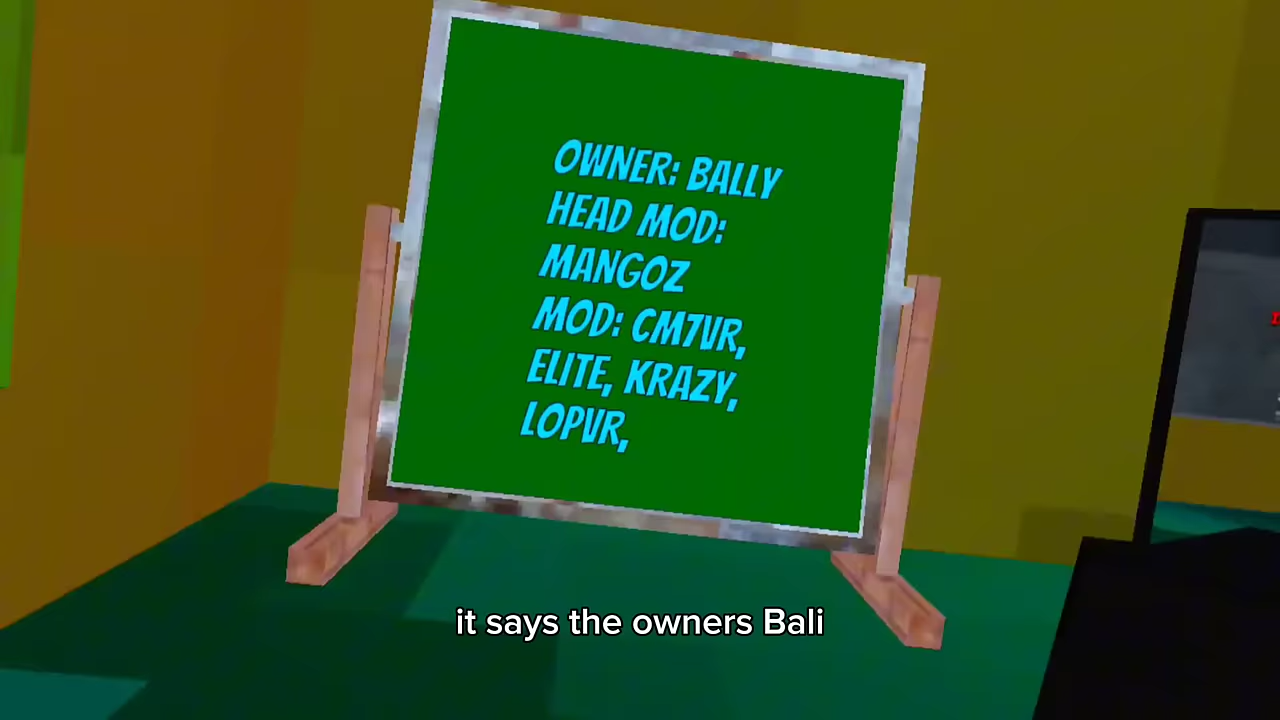 OWNER: BALLY
HEAD MOD:
MANGOZ
MOD: CM7VR,
ELITE, KRAZY,
LOPVR,
it says the owners Bali